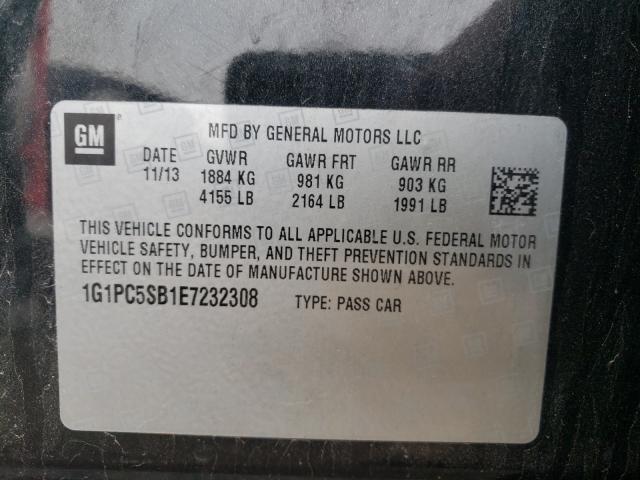 GM
MFD BY GENERAL MOTORS LLC
DATE GVWR GAWR FRT GAWR RR
11/13 1884 KG 981 KG 903 KG
4155 LB 2164 LB 1991 LB
THIS VEHICLE CONFORMS TO ALL APPLICABLE U.S. FEDERAL MOTOR
VEHICLE SAFETY, BUMPER, AND THEFT PREVENTION STANDARDS IN
EFFECT ON THE DATE OF MANUFACTURE SHOWN ABOVE.
1G1PC5SB1E7232308 TYPE: PASS CAR